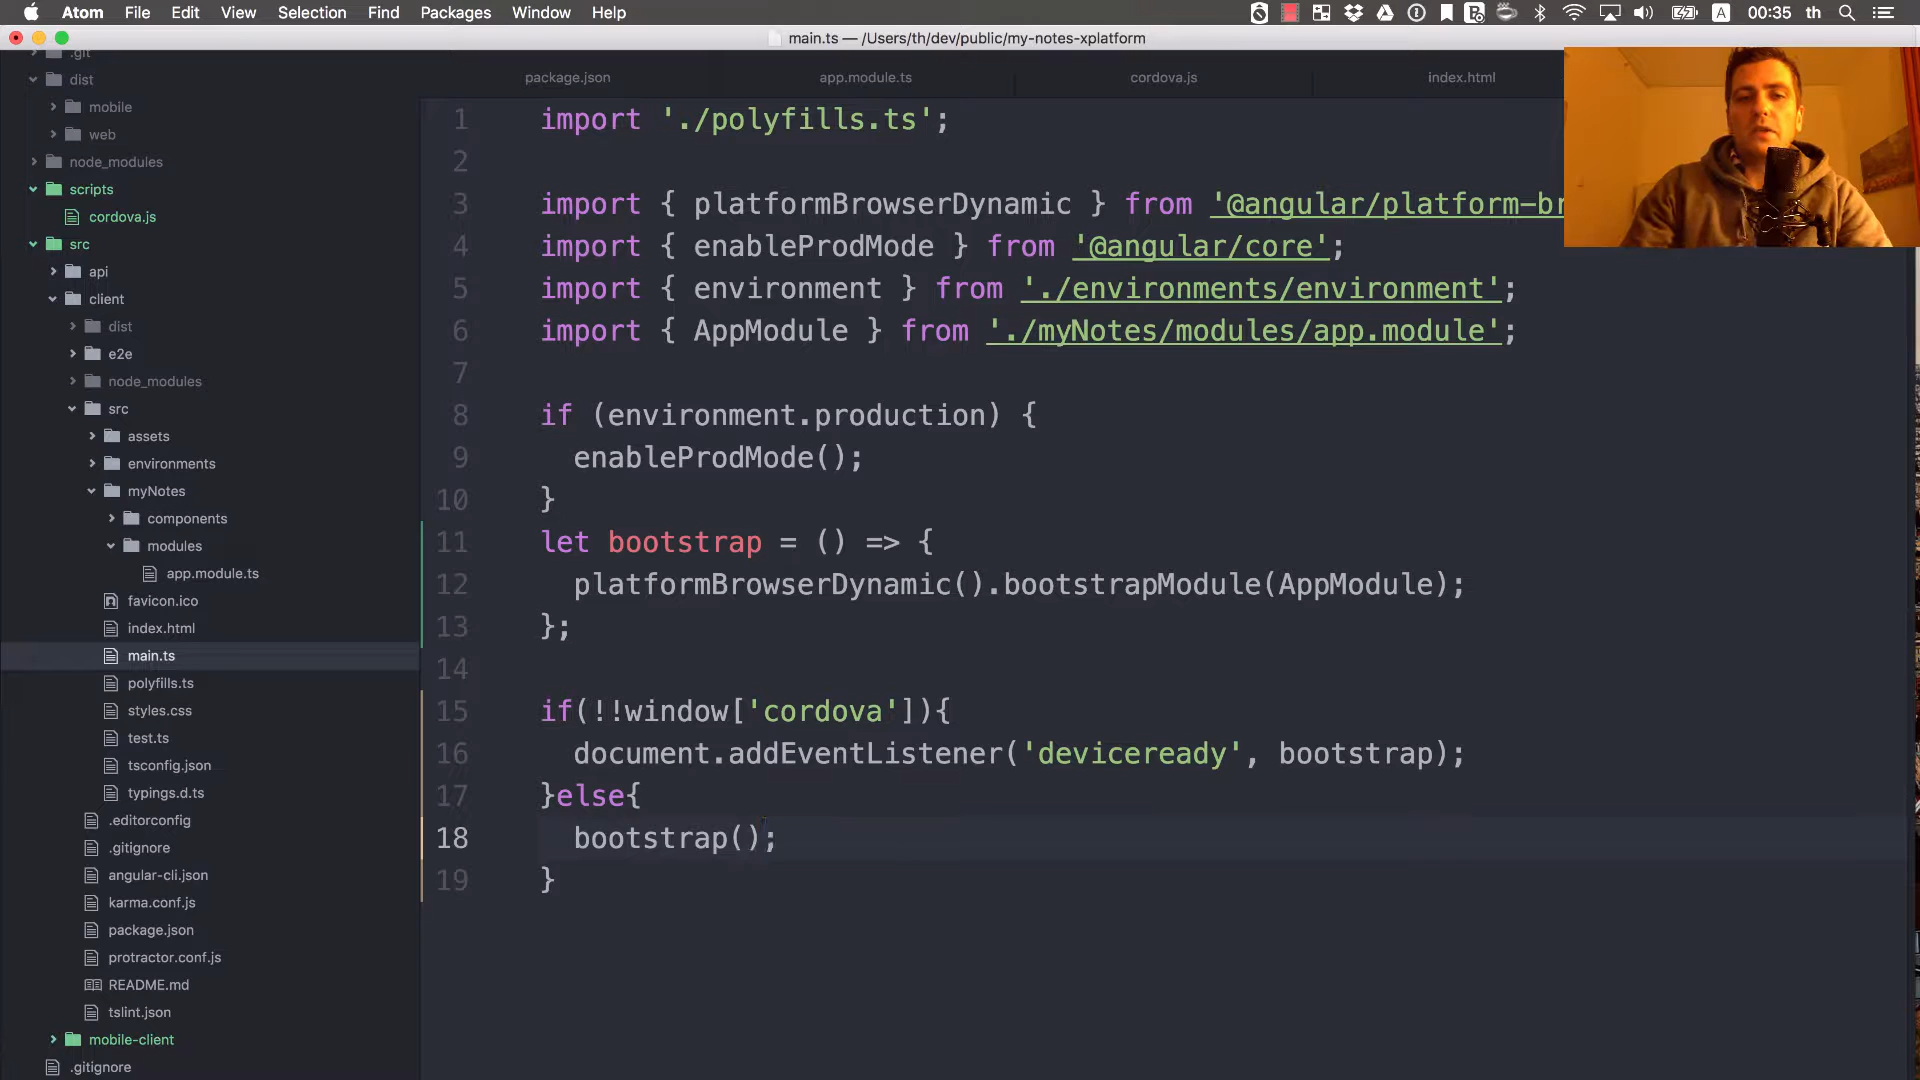 Atom File Edit View Selection Find Packages Window Help 00:35 th
main.ts — /Users/th/dev/public/my-notes-xplatform
package.json app.module.ts cordova.js index.html
.git
dist
mobile
web
node_modules
scripts
cordova.js
src
api
client
dist
e2e
node_modules
src
assets
environments
myNotes
components
modules
app.module.ts
favicon.ico
index.html
main.ts
polyfills.ts
styles.css
test.ts
tsconfig.json
typings.d.ts
.editorconfig
.gitignore
angular-cli.json
karma.conf.js
package.json
protractor.conf.js
README.md
tslint.json
mobile-client
.gitignore
1 import './polyfills.ts';
2
3 import { platformBrowserDynamic } from '@angular/platform-br
4 import { enableProdMode } from '@angular/core';
5 import { environment } from './environments/environment';
6 import { AppModule } from './myNotes/modules/app.module';
7
8 if (environment.production) {
9 enableProdMode();
10 }
11 let bootstrap = () => {
12 platformBrowserDynamic().bootstrapModule(AppModule);
13 };
14
15 if(!!window['cordova']){
16 document.addEventListener('deviceready', bootstrap);
17 }else{
18 bootstrap();
19 }